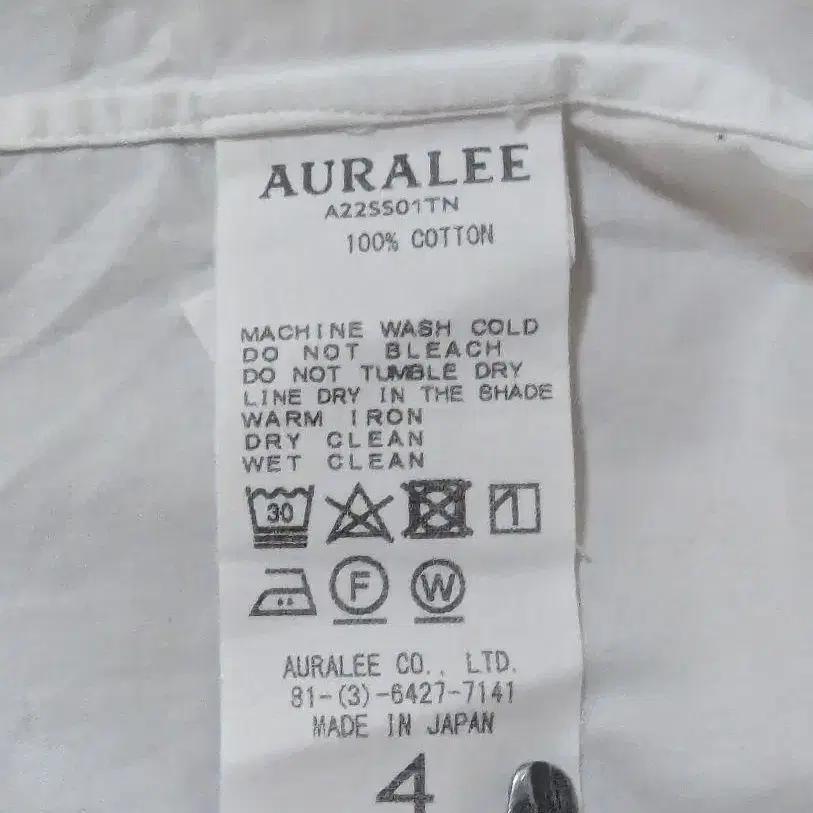 AURALEE
A22SS01TN
100% COTTON
MACHINE WASH COLD
DO NOT BLEACH
DO NOT TUMBLE DRY
LINE DRY IN THE SHADE
WARM IRON
DRY CLEAN
WET CLEAN
30
F W
AURALEE CO., LTD.
81-(3)-6427-7141
MADE IN JAPAN
4